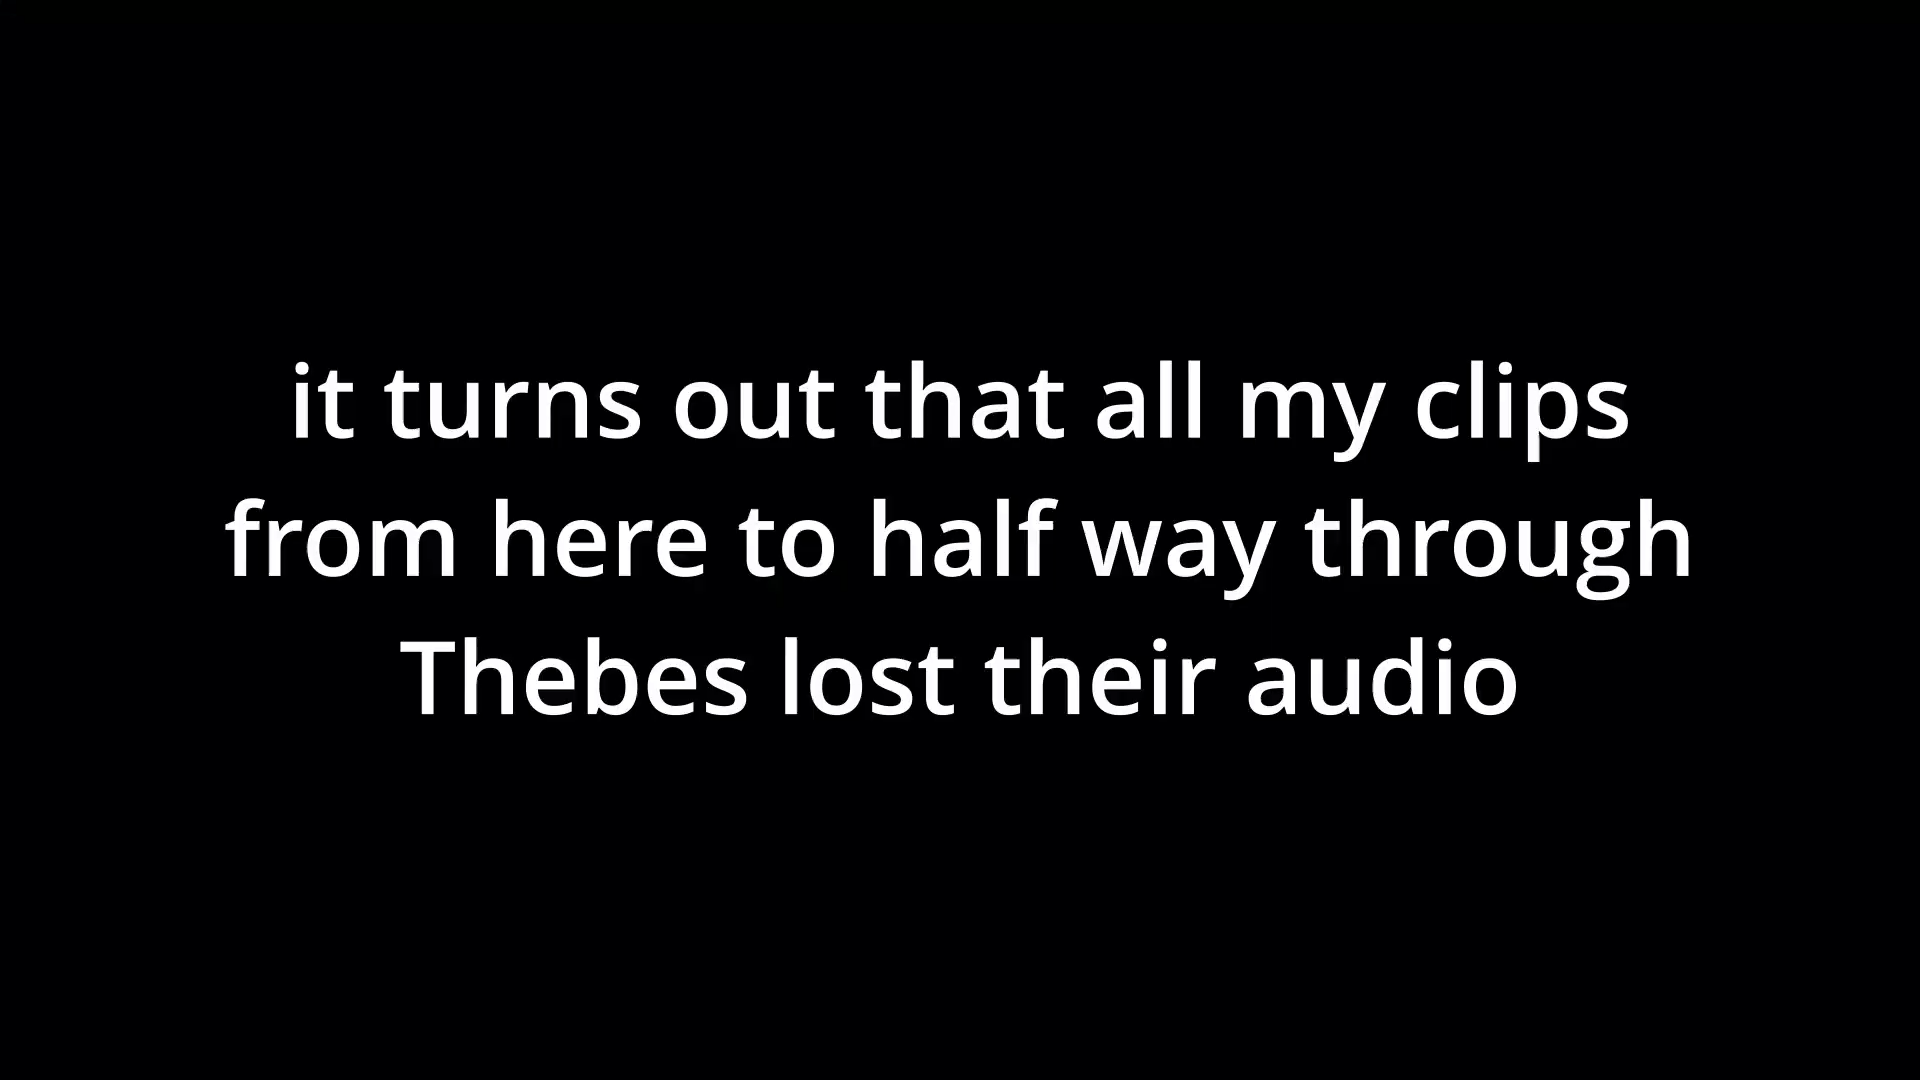 it turns out that all my clips
from here to half way through
Thebes lost their audio